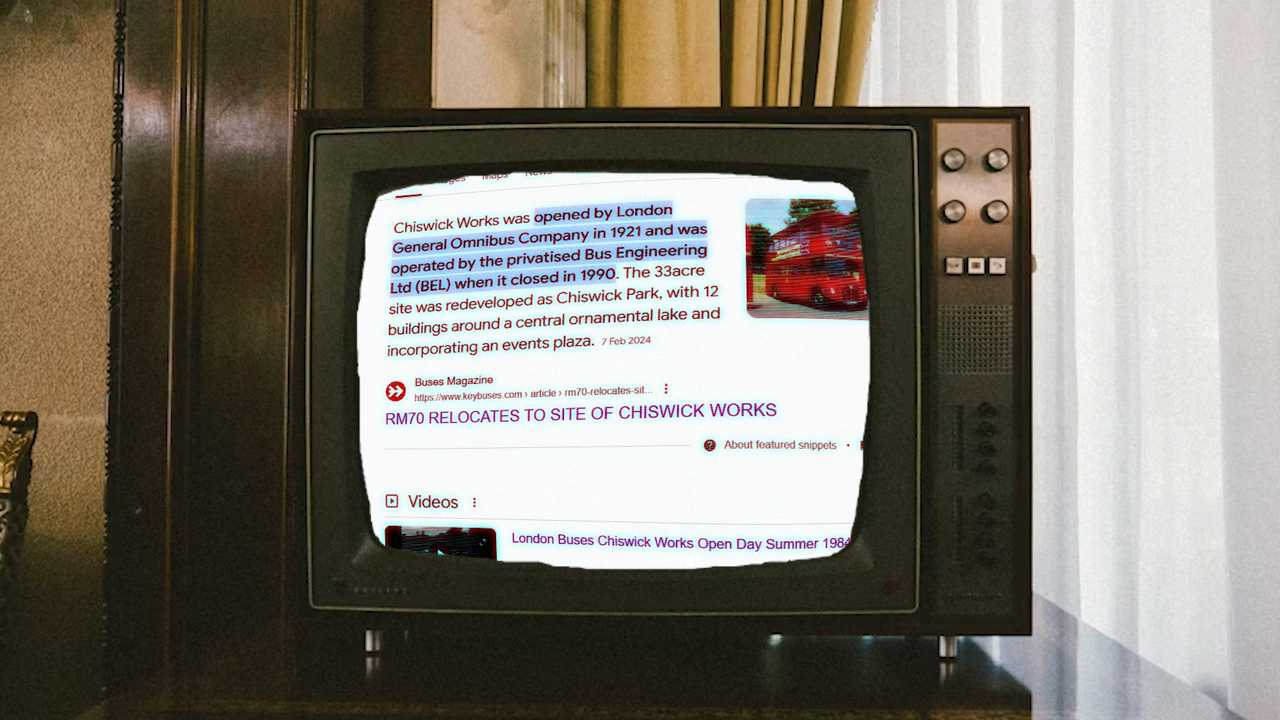 Maps
News
Chiswick Works was opened by London
General Omnibus Company in 1921 and was
operated by the privatised Bus Engineering
Ltd (BEL) when it closed in 1990. The 33acre
site was redeveloped as Chiswick Park, with 12
buildings around a central ornamental lake and
incorporating an events plaza. 7 Feb 2024
Buses Magazine
https://www.keybuses.com › article › rm70-relocates-sit...
RM70 RELOCATES TO SITE OF CHISWICK WORKS
About featured snippets
Videos
London Buses Chiswick Works Open Day Summer 1984
PHILIPS